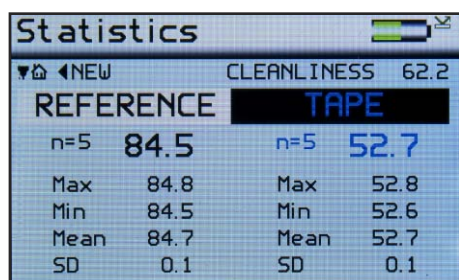 Statistics
NEW CLEANLINESS 62.2
REFERENCE TAPE
n=5 84.5 n=5 52.7
Max 84.8 Max 52.8
Min 84.5 Min 52.6
Mean 84.7 Mean 52.7
SD 0.1 SD 0.1